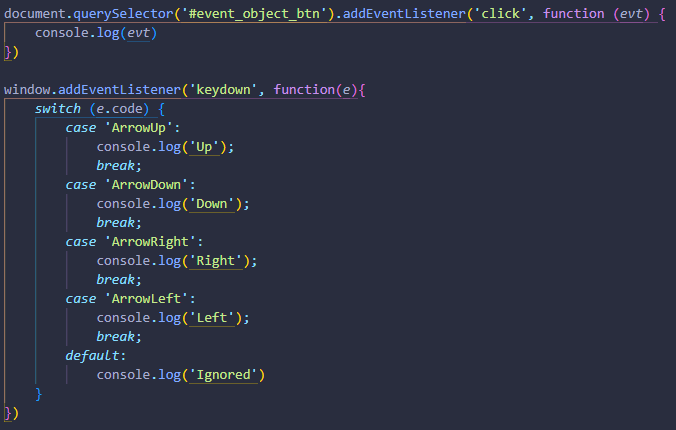 document.querySelector('#event_object_btn').addEventListener('click', function (evt) {
    console.log(evt)
})

window.addEventListener('keydown', function(e){
    switch (e.code) {
        case 'ArrowUp':
            console.log('Up');
            break;
        case 'ArrowDown':
            console.log('Down');
            break;
        case 'ArrowRight':
            console.log('Right');
            break;
        case 'ArrowLeft':
            console.log('Left');
            break;
        default:
            console.log('Ignored')
    }
})